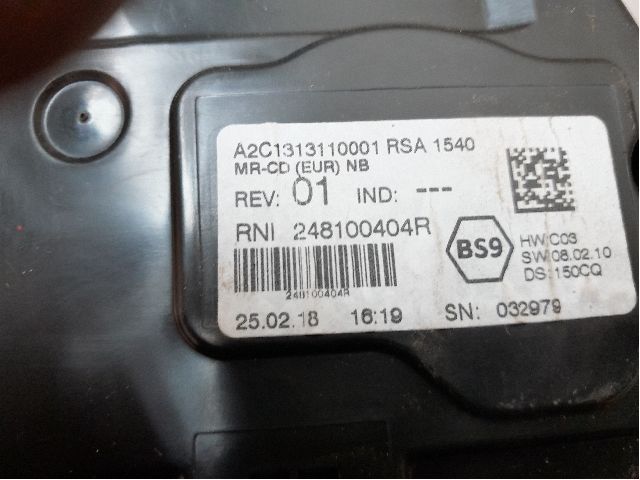 A2C1313110001 RSA 1540
MR-CD (EUR) NB
REV: 01 IND: ---
RNI 248100404R
248100404R
BS9
HW:C03
SW:08.02.10
DS:150CQ
25.02.18 16:19 SN: 032979